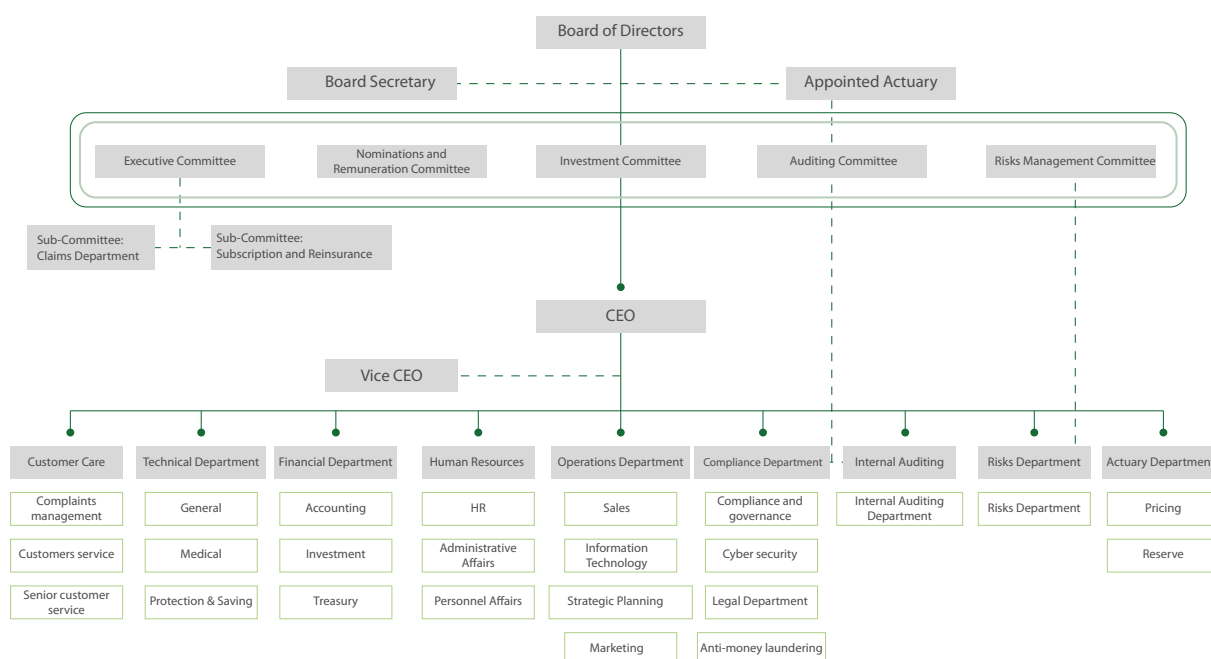 Board of Directors
Board Secretary
Appointed Actuary
Executive Committee
Nominations and
Remuneration Committee
Investment Committee
Auditing Committee
Risks Management Committee
Sub-Committee:
Claims Department
Sub-Committee:
Subscription and Reinsurance
CEO
Vice CEO
Customer Care
Technical Department
Financial Department
Human Resources
Operations Department
Compliance Department
Internal Auditing
Risks Department
Actuary Department
Complaints
management
General
Accounting
HR
Sales
Compliance and
governance
Internal Auditing
Department
Risks Department
Pricing
Customers service
Medical
Investment
Administrative
Affairs
Information
Technology
Cyber security
Reserve
Senior customer
service
Protection & Saving
Treasury
Personnel Affairs
Strategic Planning
Legal Department
Marketing
Anti-money laundering